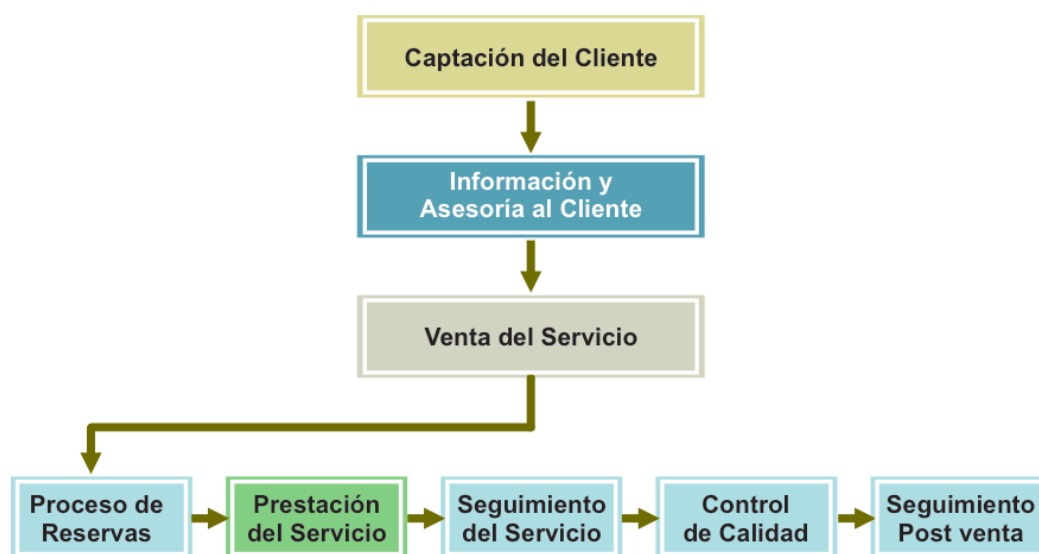 Captación del Cliente
Información y
Asesoría al Cliente
Venta del Servicio
Proceso de
Reservas
Prestación
del Servicio
Seguimiento
del Servicio
Control
de Calidad
Seguimiento
Post venta